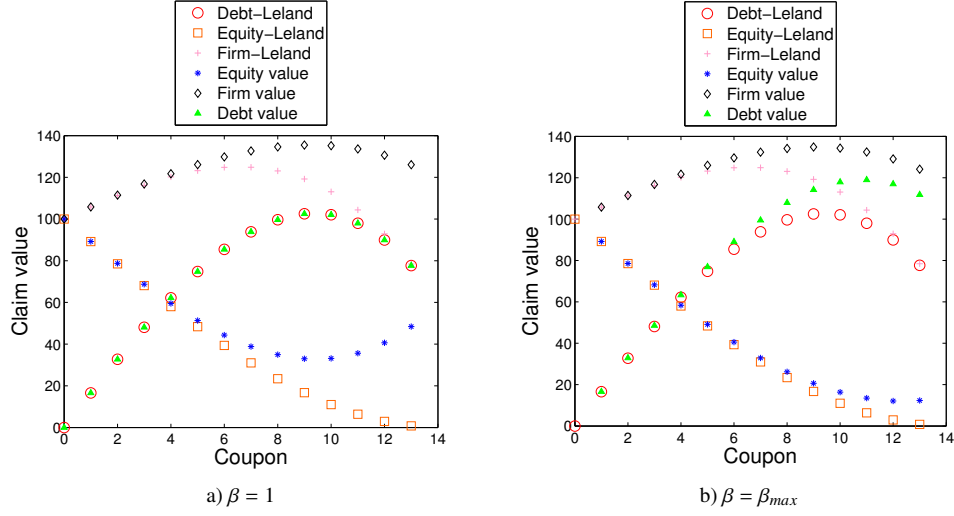 Debt−Leland
Equity−Leland
Firm−Leland
Equity value
Firm value
Debt value
140
120
100
80
60
40
20
0
0 2 4 6 8 10 12 14
Claim value
Coupon
a) β = 1
Debt−Leland
Equity−Leland
Firm−Leland
Equity value
Firm value
Debt value
140
120
100
80
60
40
20
0
0 2 4 6 8 10 12 14
Claim value
Coupon
b) β = βmax